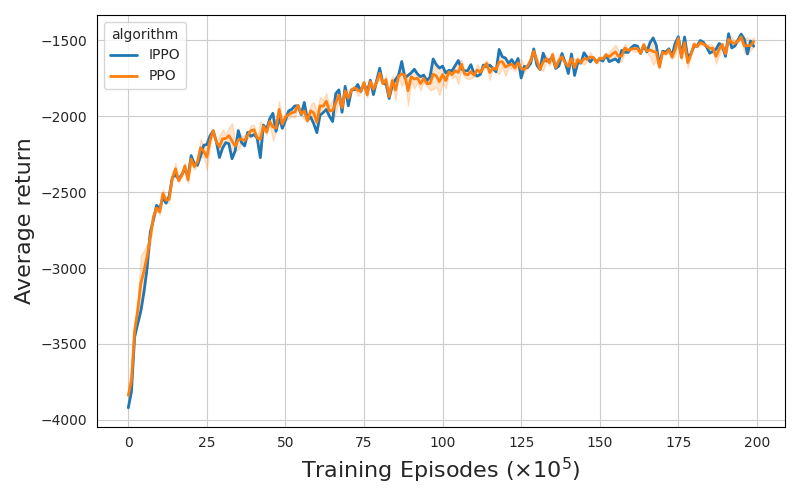 algorithm
IPPO
PPO
Average return
−1500
−2000
−2500
−3000
−3500
−4000
0 25 50 75 100 125 150 175 200
Training Episodes (×10⁵)